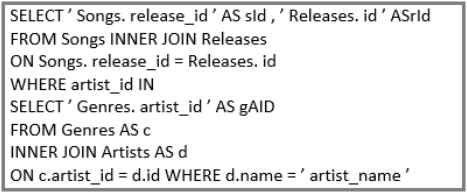 SELECT ' Songs. release_id ' AS sId , ' Releases. id ' ASrId
FROM Songs INNER JOIN Releases
ON Songs. release_id = Releases. id
WHERE artist_id IN
SELECT ' Genres. artist_id ' AS gAID
FROM Genres AS c
INNER JOIN Artists AS d
ON c.artist_id = d.id WHERE d.name = ' artist_name '